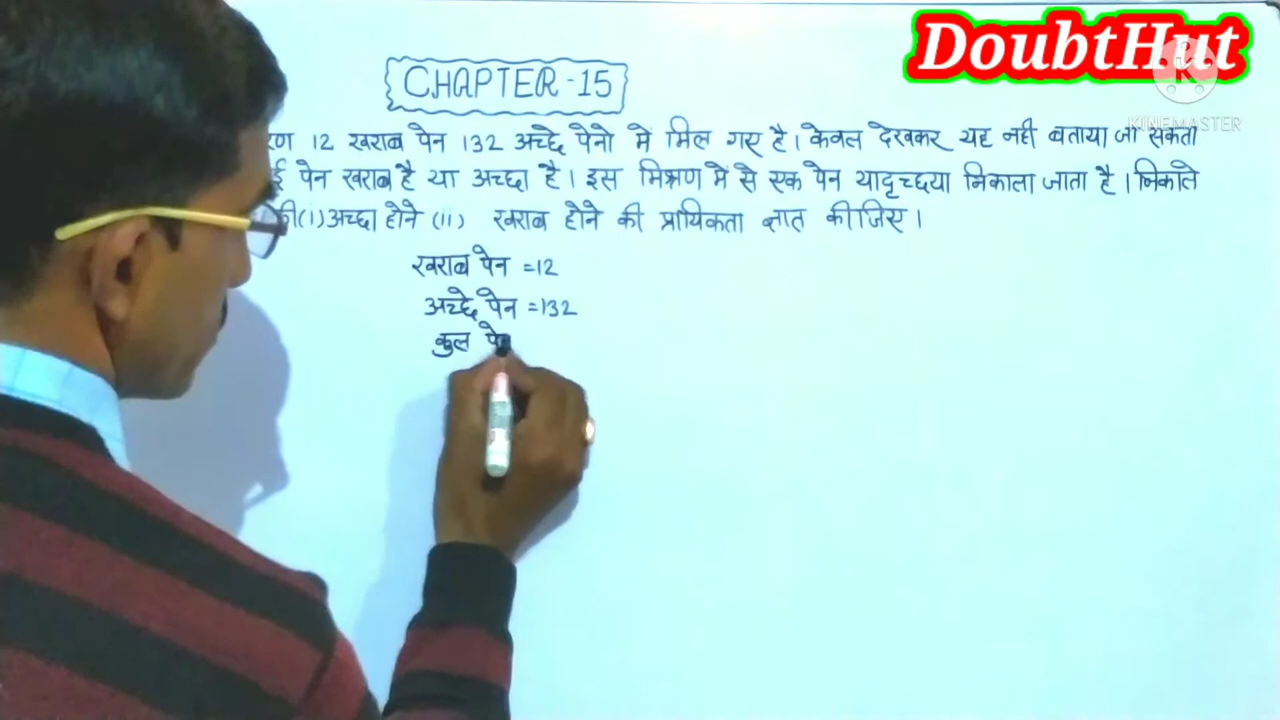 DoubtHut
KINEMASTER
CHAPTER-15
12 खराब पेन 132 अच्छे पेनो मे मिल गए है। केवल देखकर यह नही बताया जा सकता
पेन खराब है या अच्छा है। इस मिश्रण मे से एक पेन यादृच्छया निकाला जाता है। निकाले
(i) अच्छा होने (ii) खराब होने की प्रायिकता ज्ञात कीजिए।
खराब पेन =12
अच्छे पेन =132
कुल